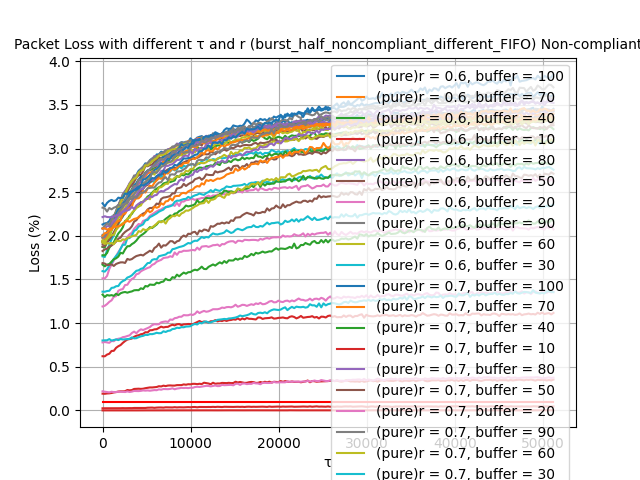 Packet Loss with different τ and r (burst_half_noncompliant_different_FIFO) Non-compliant
4.0
3.5
3.0
2.5
2.0
1.5
1.0
0.5
0.0
Loss (%)
0
10000
20000
30000
40000
50000
τ
(pure)r = 0.6, buffer = 100
(pure)r = 0.6, buffer = 70
(pure)r = 0.6, buffer = 40
(pure)r = 0.6, buffer = 10
(pure)r = 0.6, buffer = 80
(pure)r = 0.6, buffer = 50
(pure)r = 0.6, buffer = 20
(pure)r = 0.6, buffer = 90
(pure)r = 0.6, buffer = 60
(pure)r = 0.6, buffer = 30
(pure)r = 0.7, buffer = 100
(pure)r = 0.7, buffer = 70
(pure)r = 0.7, buffer = 40
(pure)r = 0.7, buffer = 10
(pure)r = 0.7, buffer = 80
(pure)r = 0.7, buffer = 50
(pure)r = 0.7, buffer = 20
(pure)r = 0.7, buffer = 90
(pure)r = 0.7, buffer = 60
(pure)r = 0.7, buffer = 30